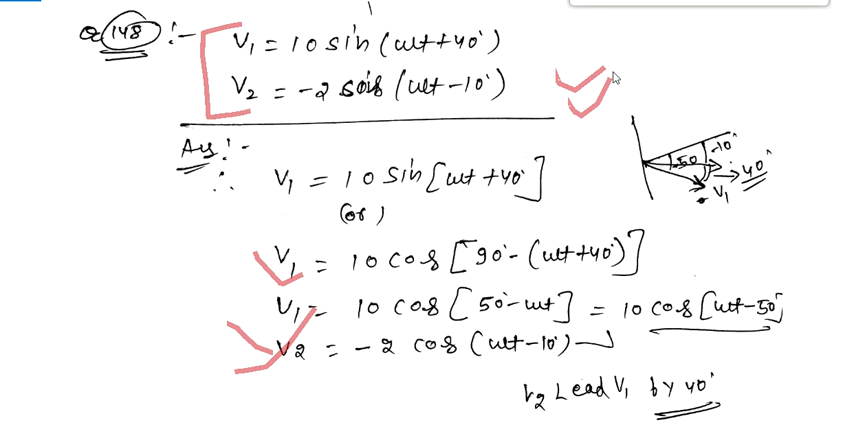 Q 148 :- V₁ = 10 sin (ωt+40°)
V₂ = -2 cos (ωt-10°)
Ans :-
∴ V₁ = 10 sin [ωt+40°]
(or)
V₁ = 10 cos [90° - (ωt+40°)]
V₁ = 10 cos [50°-ωt] = 10 cos [ωt-50°]
V₂ = -2 cos (ωt-10°)
V₂ Lead V₁ by 40°
-10°
-50
40°
V₁